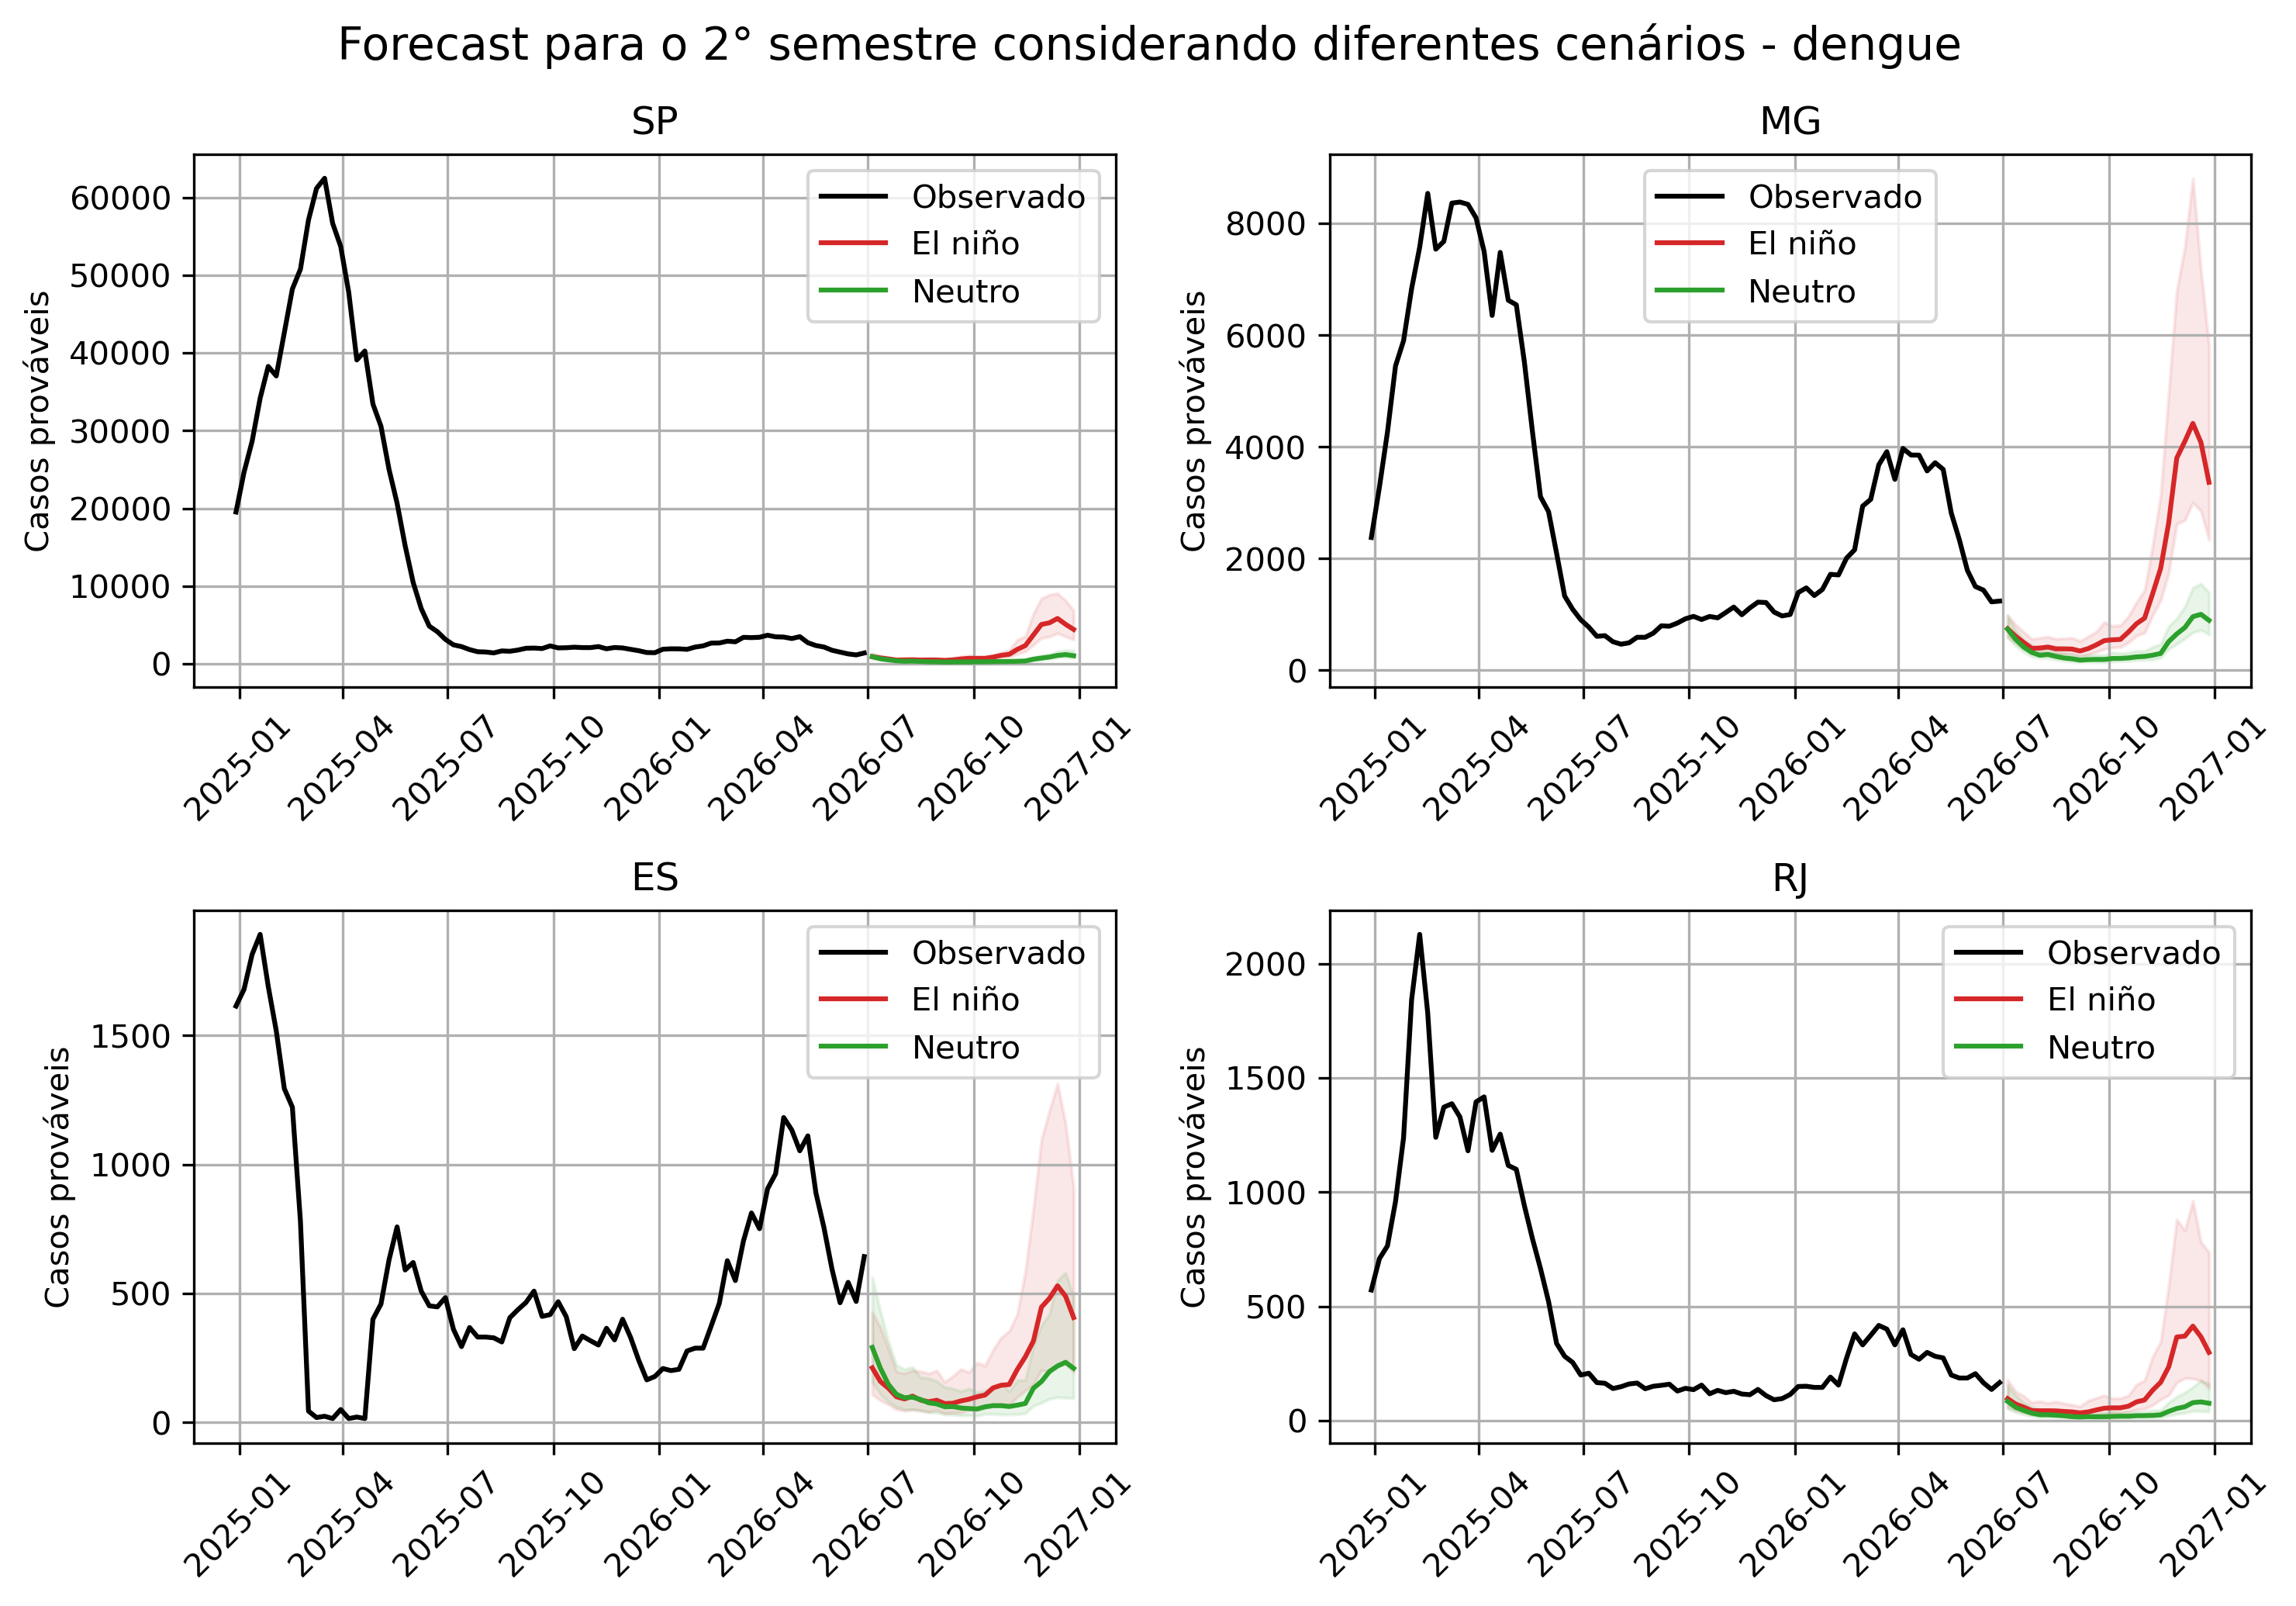 Forecast para o 2° semestre considerando diferentes cenários - dengue
SP
Casos prováveis
60000
50000
40000
30000
20000
10000
0
Observado
El niño
Neutro
2025-01
2025-04
2025-07
2025-10
2026-01
2026-04
2026-07
2026-10
2027-01
MG
Casos prováveis
8000
6000
4000
2000
0
Observado
El niño
Neutro
2025-01
2025-04
2025-07
2025-10
2026-01
2026-04
2026-07
2026-10
2027-01
ES
Casos prováveis
1500
1000
500
0
Observado
El niño
Neutro
2025-01
2025-04
2025-07
2025-10
2026-01
2026-04
2026-07
2026-10
2027-01
RJ
Casos prováveis
2000
1500
1000
500
0
Observado
El niño
Neutro
2025-01
2025-04
2025-07
2025-10
2026-01
2026-04
2026-07
2026-10
2027-01